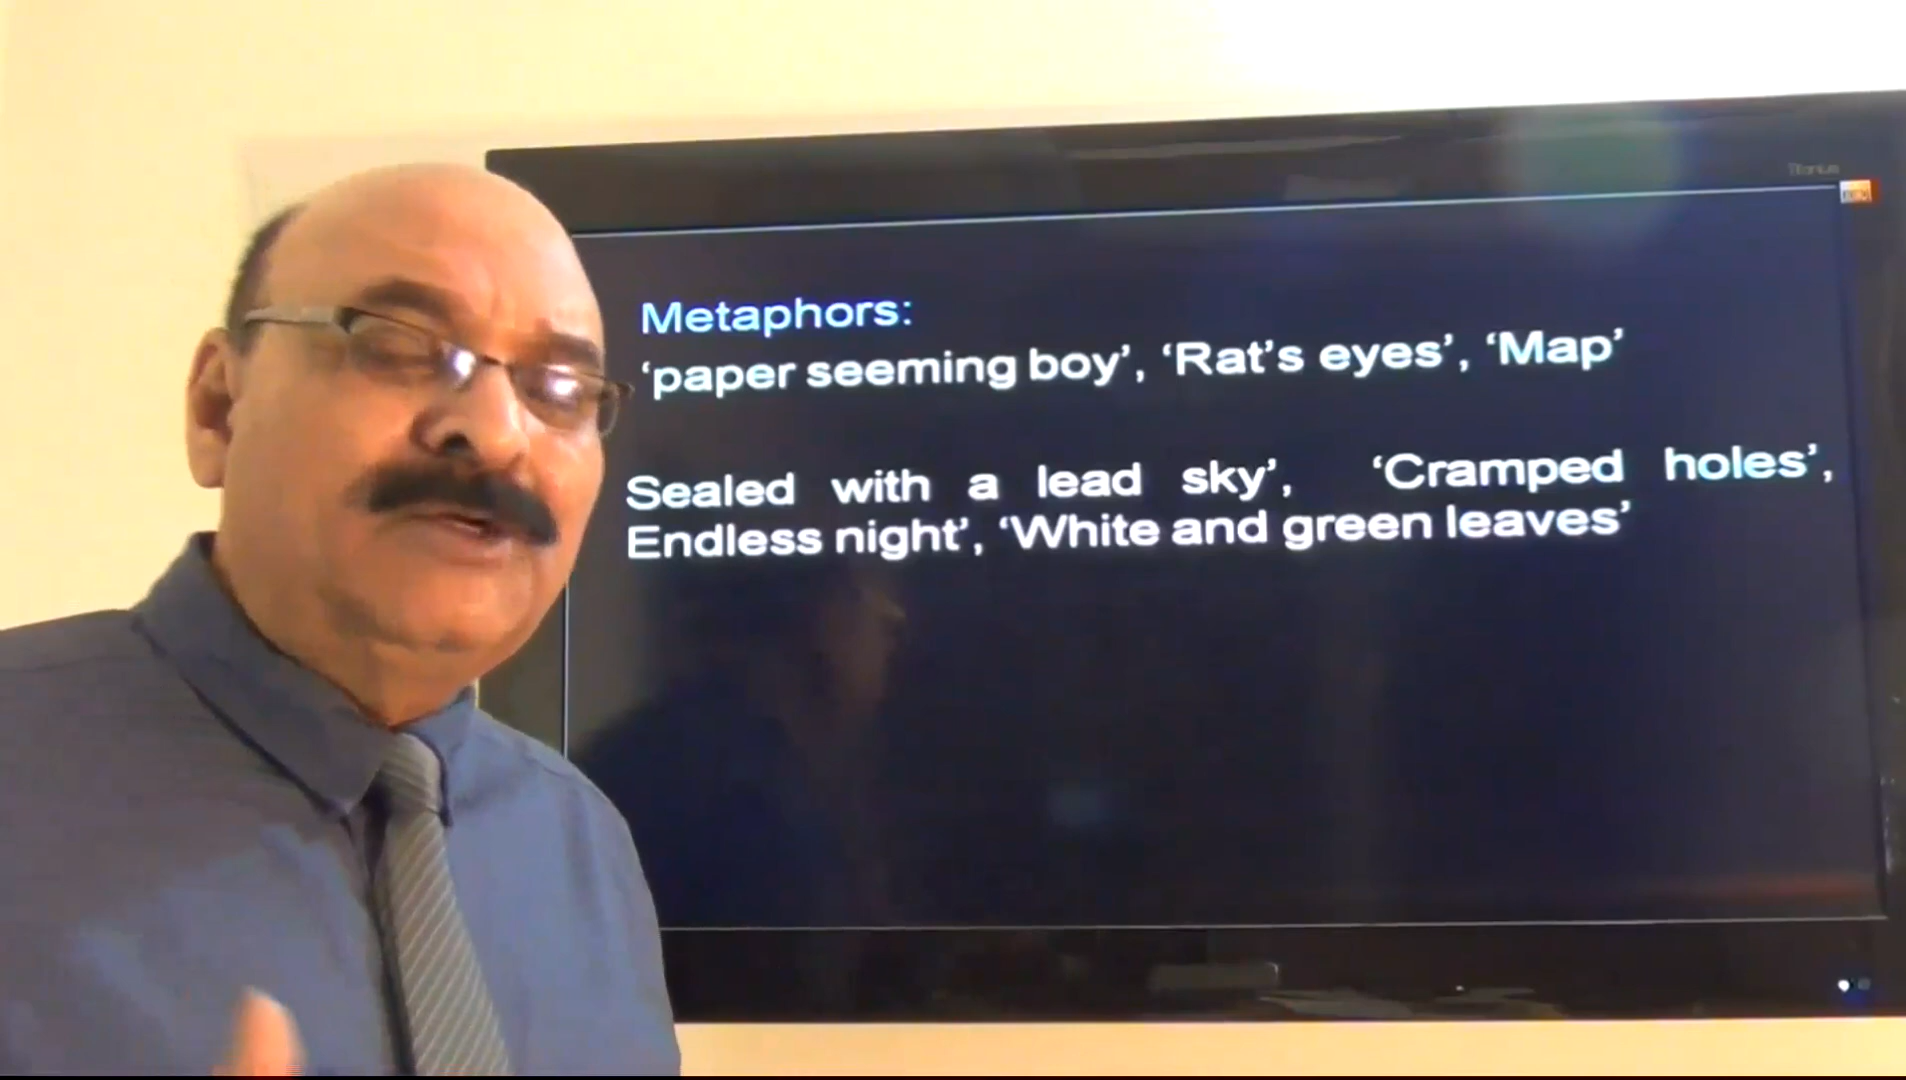 Titanium
Metaphors:
‘paper seeming boy’, ‘Rat’s eyes’, ‘Map’
Sealed with a lead sky’, ‘Cramped holes’,
Endless night’, ‘White and green leaves’